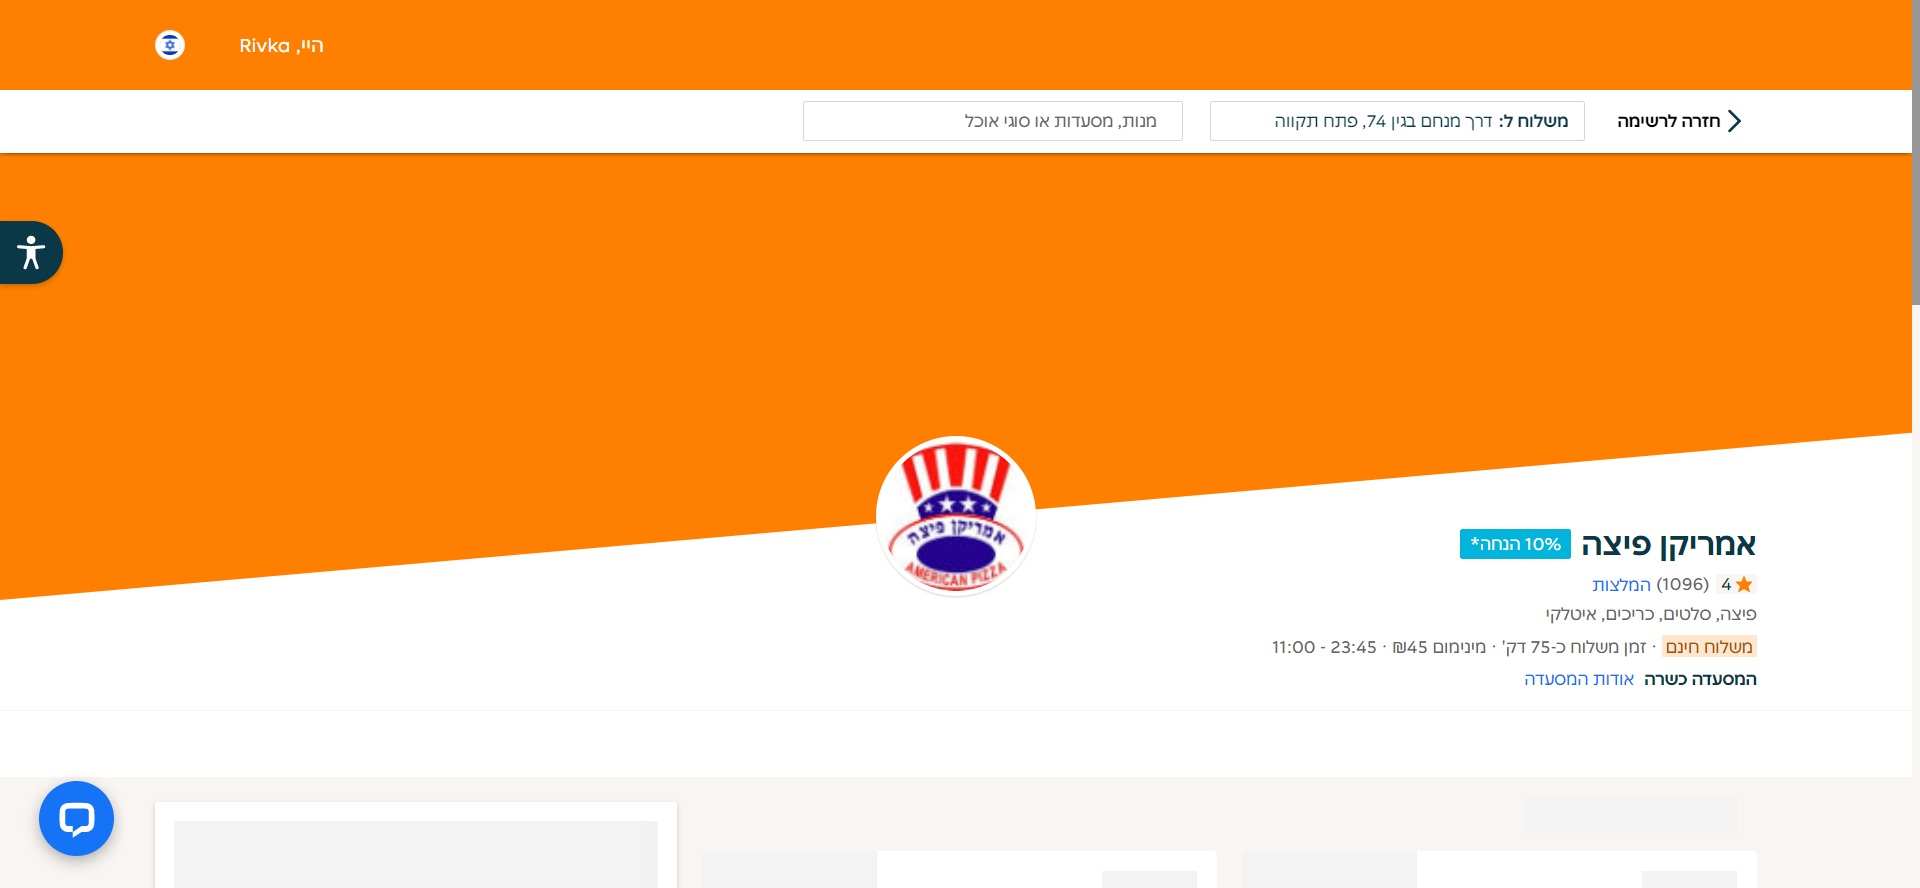 היי, Rivka
חזרה לרשימה
משלוח ל: דרך מנחם בגין 74, פתח תקווה
מנות, מסעדות או סוגי אוכל
אמריקן פיצה
AMERICAN PIZZA
אמריקן פיצה 10% הנחה*
4 (1096) המלצות
פיצה, סלטים, כריכים, איטלקי
משלוח חינם · זמן משלוח כ-75 דק' · מינימום ₪45 · 23:45 - 11:00
המסעדה כשרה אודות המסעדה